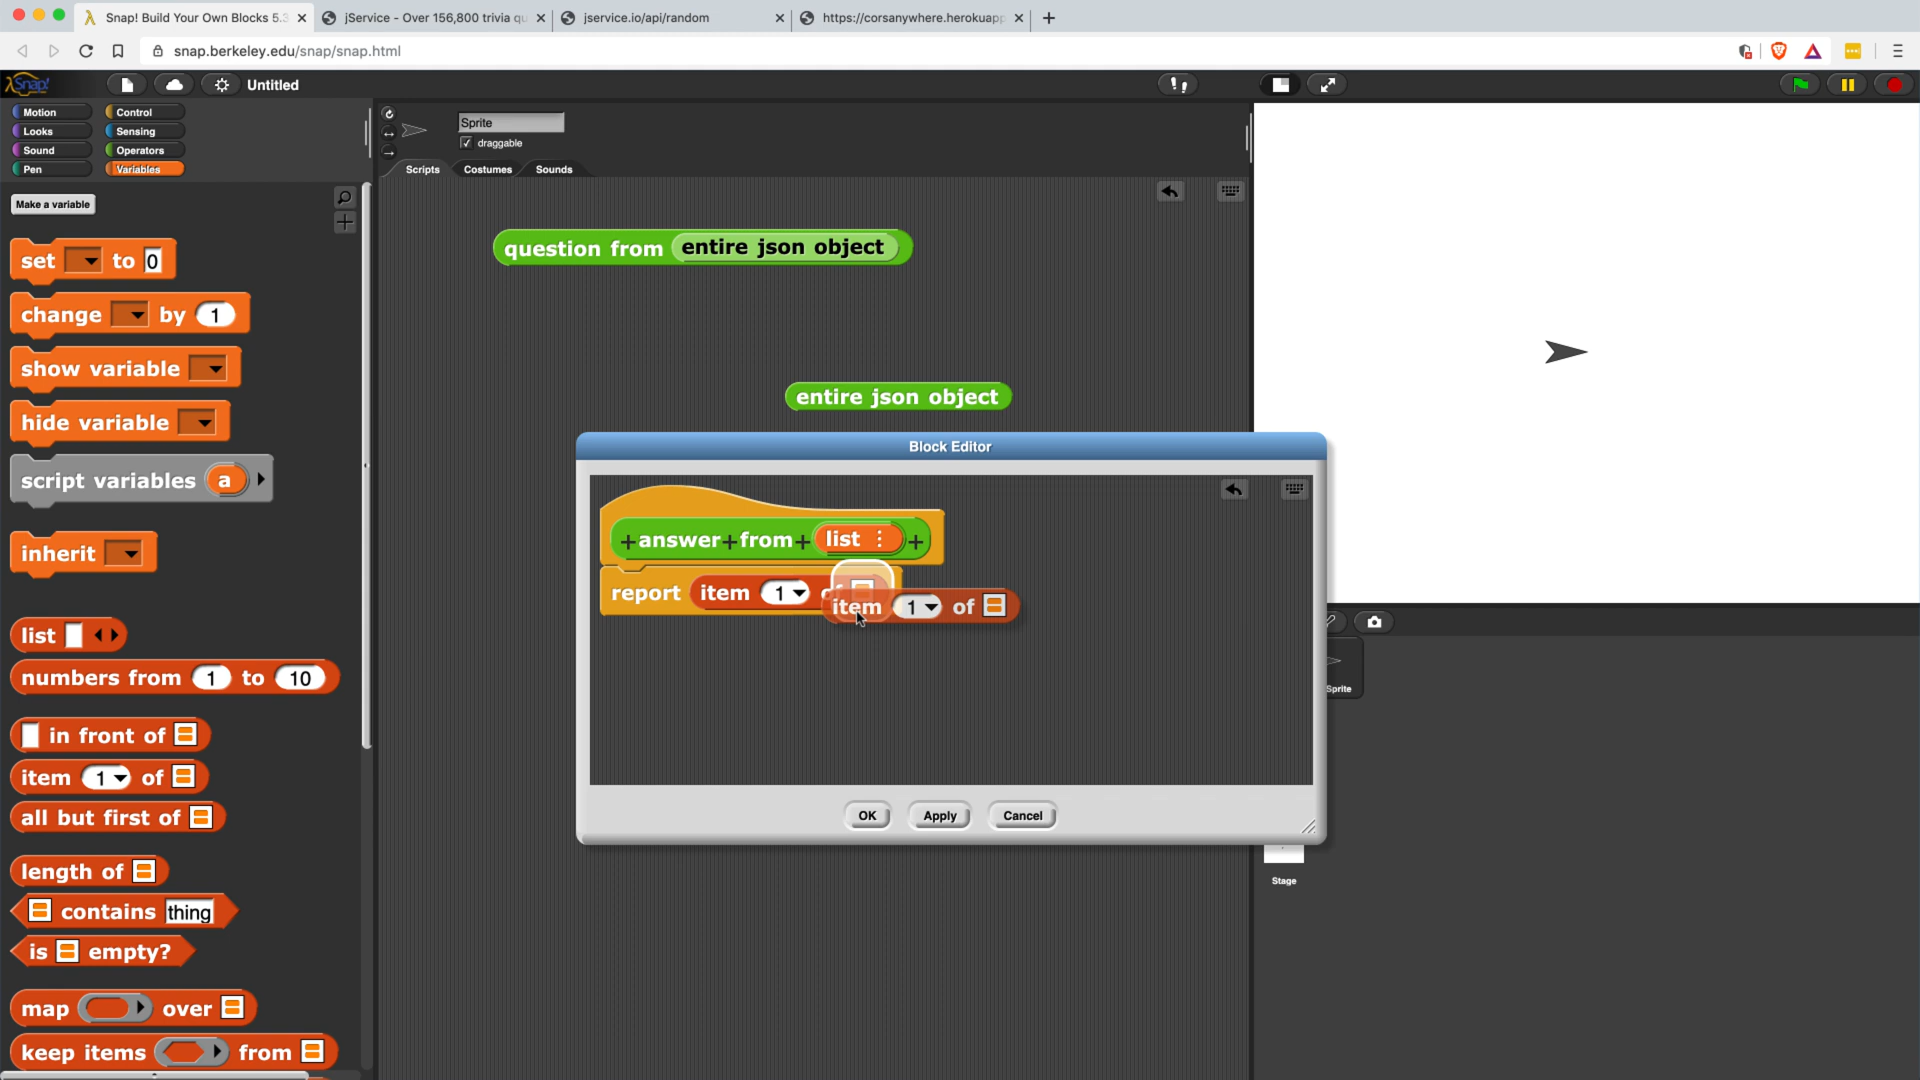 Snap! Build Your Own Blocks 5.3
jService - Over 156,800 trivia qu
jservice.io/api/random
https://corsanywhere.herokuapp
snap.berkeley.edu/snap/snap.html
Snap!
Untitled
Motion
Control
Looks
Sensing
Sound
Operators
Pen
Variables
Sprite
draggable
Scripts
Costumes
Sounds
Make a variable
set to 0
change by 1
show variable
hide variable
script variables a
inherit
list
numbers from 1 to 10
in front of
item 1 of
all but first of
length of
contains thing
is empty?
map over
keep items from
question from entire json object
entire json object
Block Editor
+answer+from+ list ⋮ +
report item 1
item 1 of
OK
Apply
Cancel
Sprite
Stage